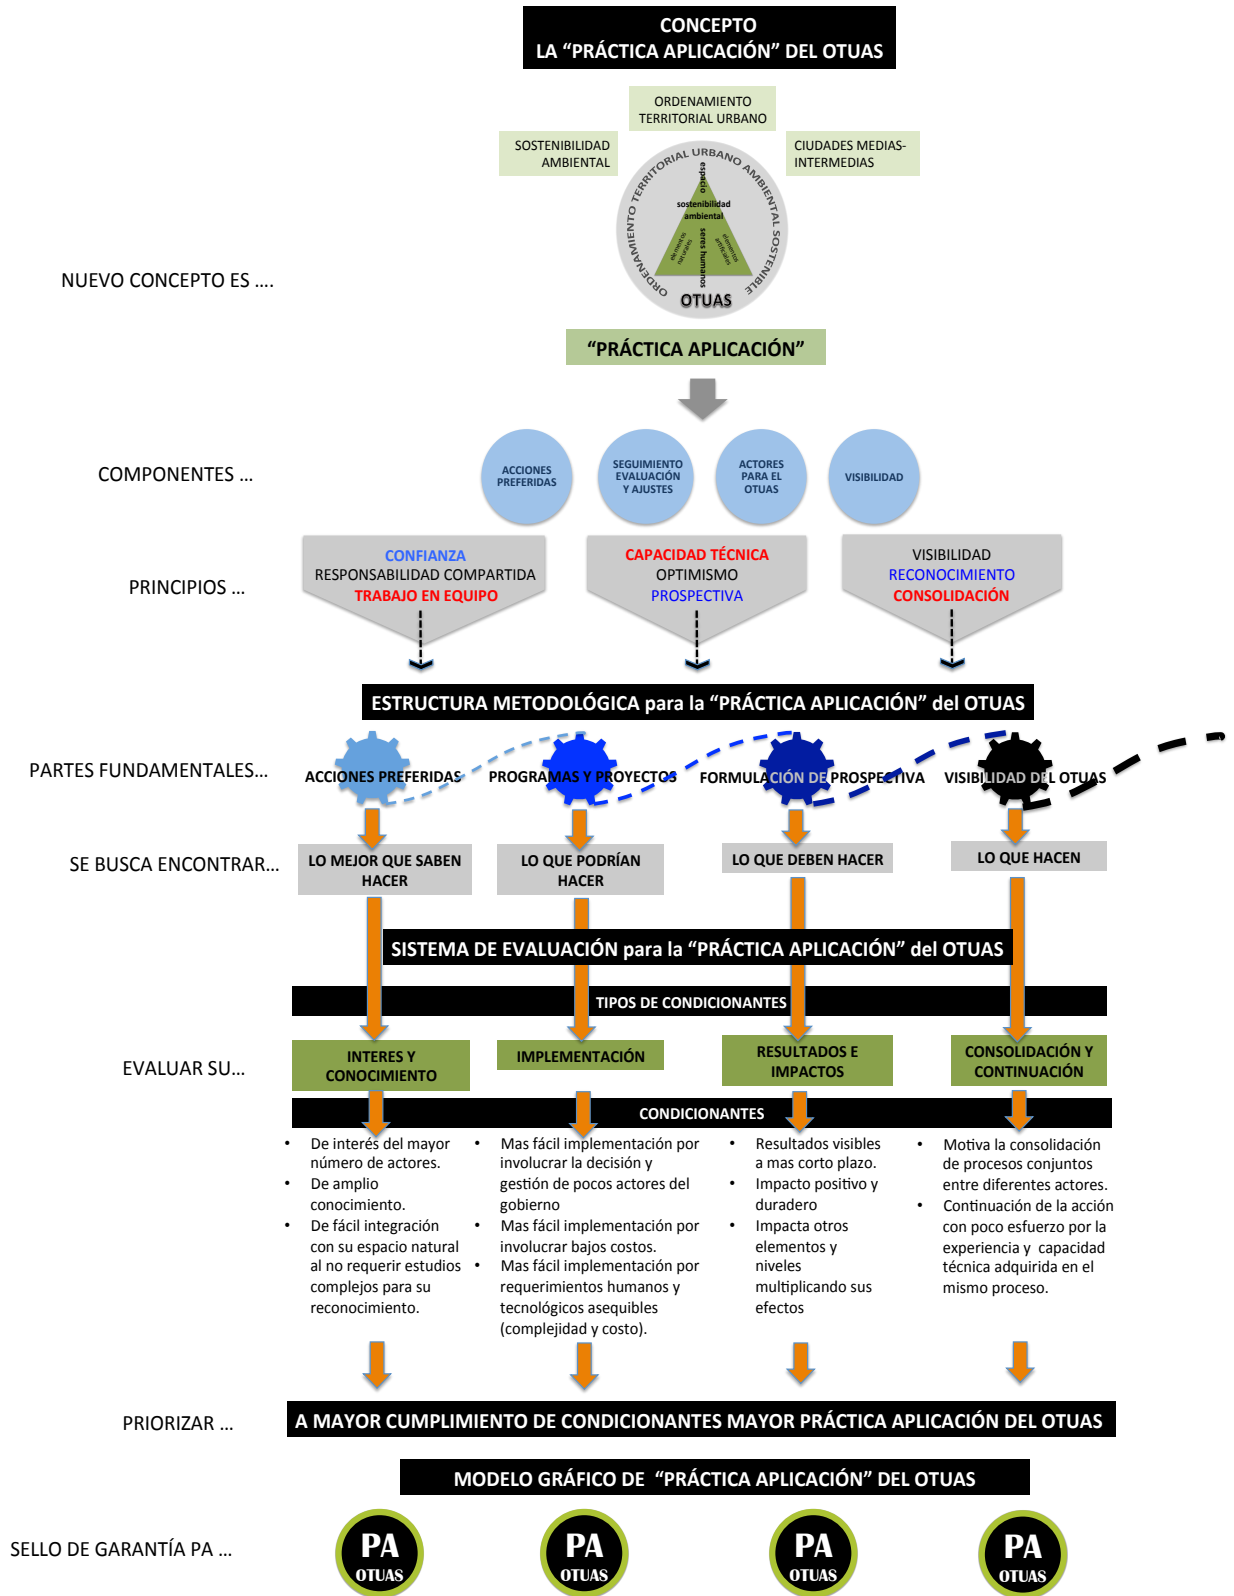 CONCEPTO
LA “PRÁCTICA APLICACIÓN” DEL OTUAS
ORDENAMIENTO
TERRITORIAL URBANO
SOSTENIBILIDAD
AMBIENTAL
CIUDADES MEDIAS-
INTERMEDIAS
ORDENAMIENTO TERRITORIAL URBANO AMBIENTAL SOSTENIBLE
espacio
sostenibilidad
ambiental
elementos
naturales
seres humanos
elementos
artificiales
OTUAS
NUEVO CONCEPTO ES ....
“PRÁCTICA APLICACIÓN”
COMPONENTES ...
ACCIONES
PREFERIDAS
SEGUIMIENTO
EVALUACIÓN
Y AJUSTES
ACTORES
PARA EL
OTUAS
VISIBILIDAD
PRINCIPIOS ...
CONFIANZA
RESPONSABILIDAD COMPARTIDA
TRABAJO EN EQUIPO
CAPACIDAD TÉCNICA
OPTIMISMO
PROSPECTIVA
VISIBILIDAD
RECONOCIMIENTO
CONSOLIDACIÓN
ESTRUCTURA METODOLÓGICA para la “PRÁCTICA APLICACIÓN” del OTUAS
PARTES FUNDAMENTALES...
ACCIONES PREFERIDAS
PROGRAMAS Y PROYECTOS
FORMULACIÓN DE PROSPECTIVA
VISIBILIDAD DEL OTUAS
SE BUSCA ENCONTRAR...
LO MEJOR QUE SABEN
HACER
LO QUE PODRÍAN
HACER
LO QUE DEBEN HACER
LO QUE HACEN
SISTEMA DE EVALUACIÓN para la “PRÁCTICA APLICACIÓN” del OTUAS
TIPOS DE CONDICIONANTES
EVALUAR SU...
INTERES Y
CONOCIMIENTO
IMPLEMENTACIÓN
RESULTADOS E
IMPACTOS
CONSOLIDACIÓN Y
CONTINUACIÓN
CONDICIONANTES
• De interés del mayor
número de actores.
• De amplio
conocimiento.
• De fácil integración
con su espacio natural
al no requerir estudios
complejos para su
reconocimiento.
• Mas fácil implementación por
involucrar la decisión y
gestión de pocos actores del
gobierno
• Mas fácil implementación por
involucrar bajos costos.
• Mas fácil implementación por
requerimientos humanos y
tecnológicos asequibles
(complejidad y costo).
• Resultados visibles
a mas corto plazo.
• Impacto positivo y
duradero
• Impacta otros
elementos y
niveles
multiplicando sus
efectos
• Motiva la consolidación
de procesos conjuntos
entre diferentes actores.
• Continuación de la acción
con poco esfuerzo por la
experiencia y capacidad
técnica adquirida en el
mismo proceso.
PRIORIZAR ...
A MAYOR CUMPLIMIENTO DE CONDICIONANTES MAYOR PRÁCTICA APLICACIÓN DEL OTUAS
MODELO GRÁFICO DE “PRÁCTICA APLICACIÓN” DEL OTUAS
SELLO DE GARANTÍA PA ...
PA
OTUAS
PA
OTUAS
PA
OTUAS
PA
OTUAS